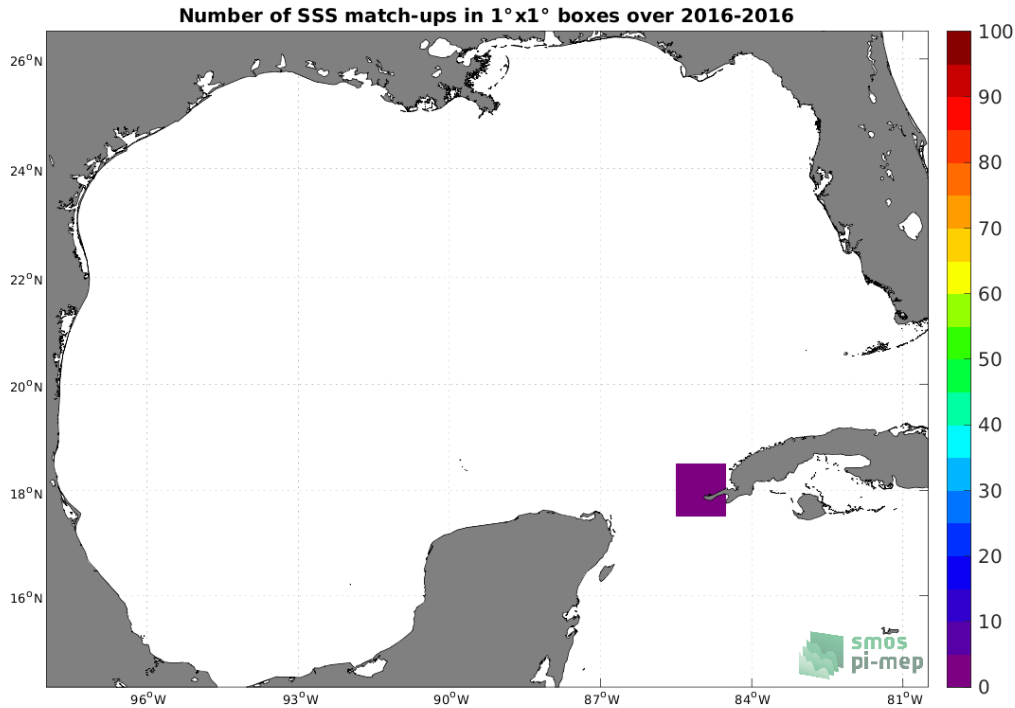 Number of SSS match-ups in 1°x1° boxes over 2016-2016
26°N
24°N
22°N
20°N
18°N
16°N
96°W
93°W
90°W
87°W
84°W
81°W
100
90
80
70
60
50
40
30
20
10
0
smos
pi-mep